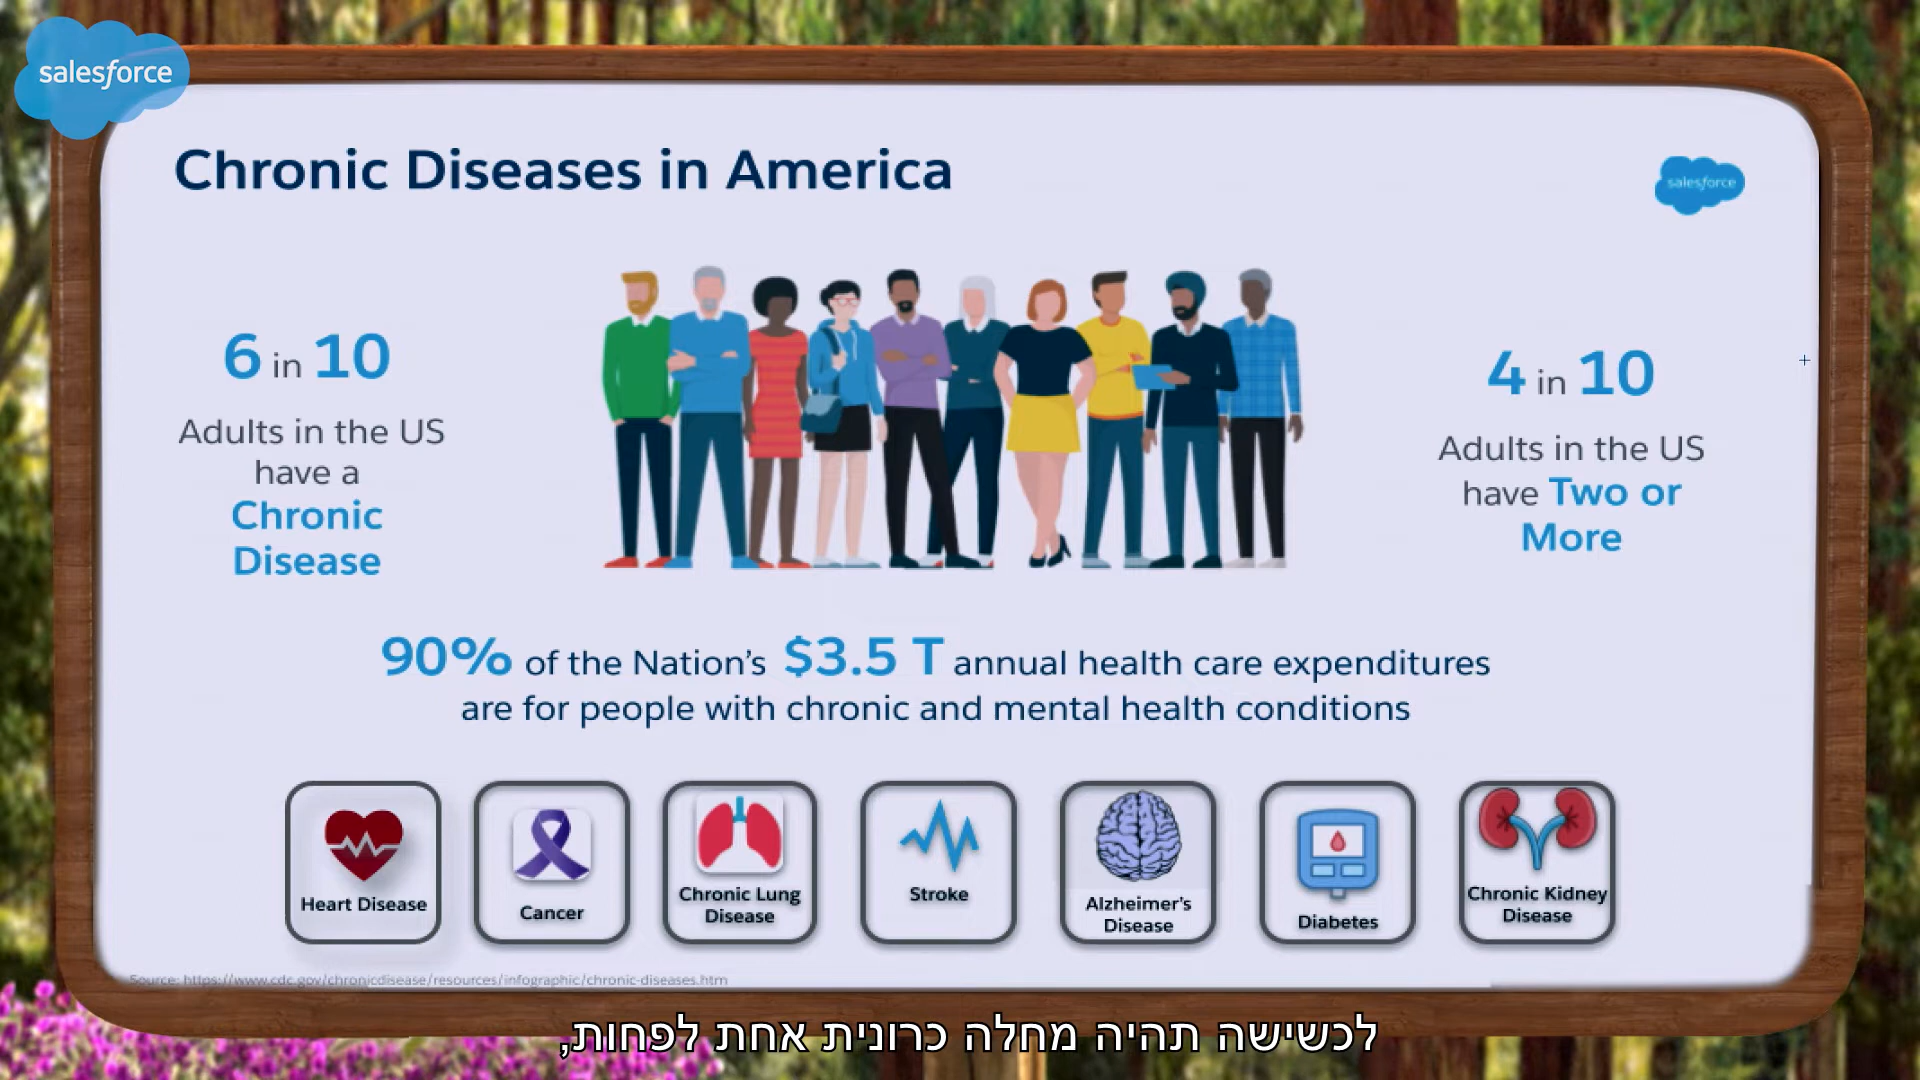 salesforce
Chronic Diseases in America
salesforce
6 in 10
Adults in the US
have a
Chronic
Disease
4 in 10
Adults in the US
have Two or
More
90% of the Nation's $3.5 T annual health care expenditures
are for people with chronic and mental health conditions
Heart Disease
Cancer
Chronic Lung
Disease
Stroke
Alzheimer's
Disease
Diabetes
Chronic Kidney
Disease
Source: https://www.cdc.gov/chronicdisease/resources/infographic/chronic-diseases.htm
לכשישה תהיה מחלה כרונית אחת לפחות,